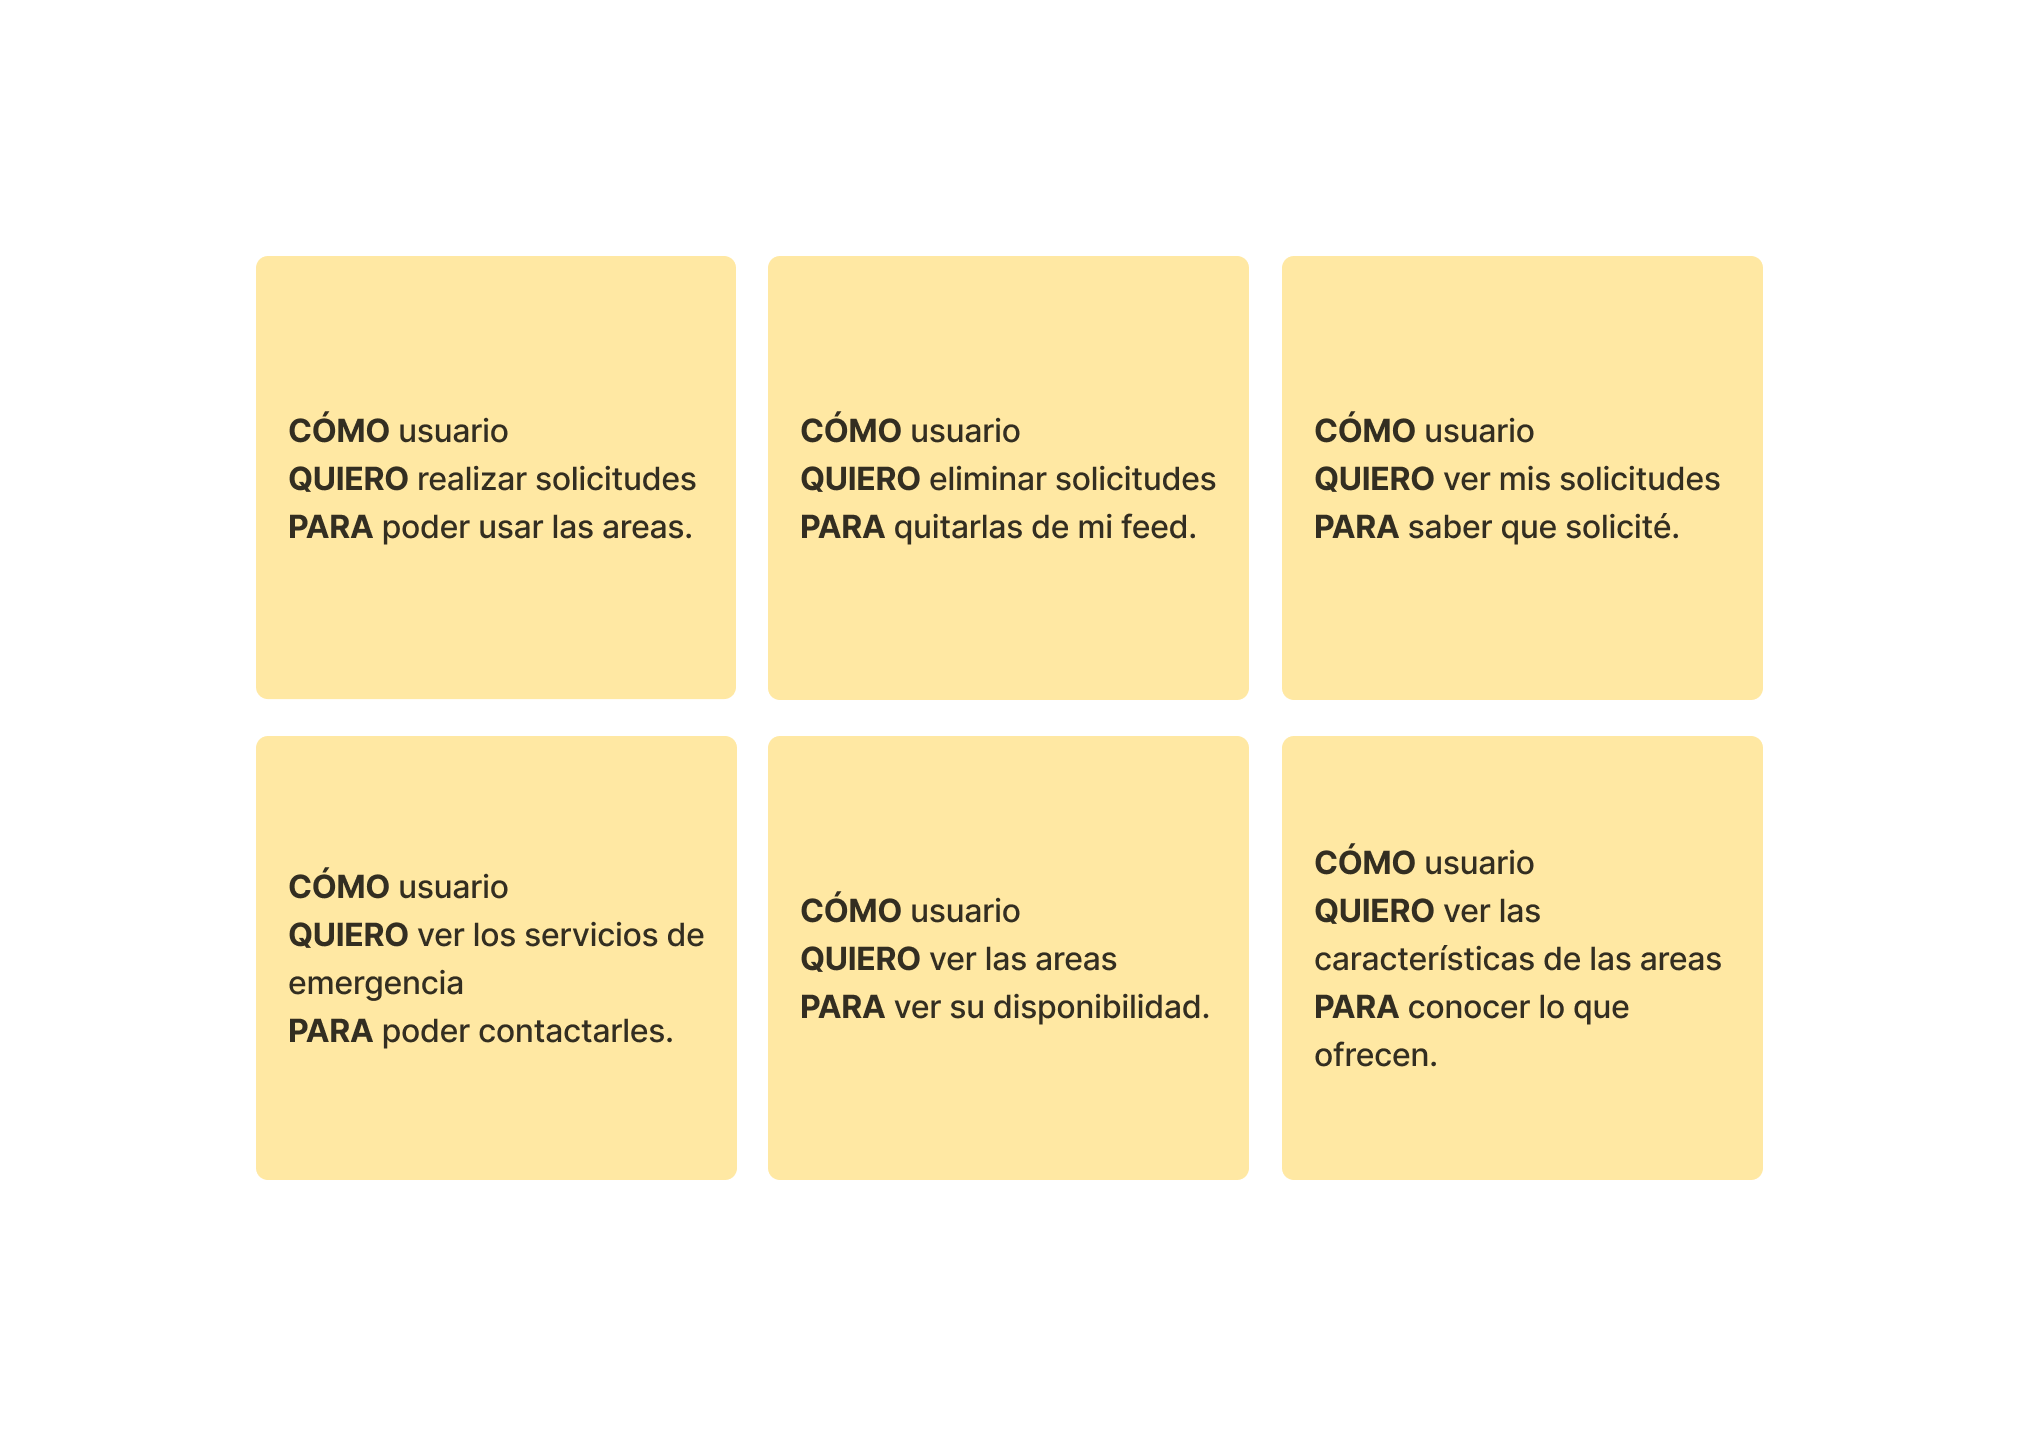 CÓMO usuario
QUIERO realizar solicitudes
PARA poder usar las areas.
CÓMO usuario
QUIERO eliminar solicitudes
PARA quitarlas de mi feed.
CÓMO usuario
QUIERO ver mis solicitudes
PARA saber que solicité.
CÓMO usuario
QUIERO ver los servicios de
emergencia
PARA poder contactarles.
CÓMO usuario
QUIERO ver las areas
PARA ver su disponibilidad.
CÓMO usuario
QUIERO ver las
características de las areas
PARA conocer lo que
ofrecen.